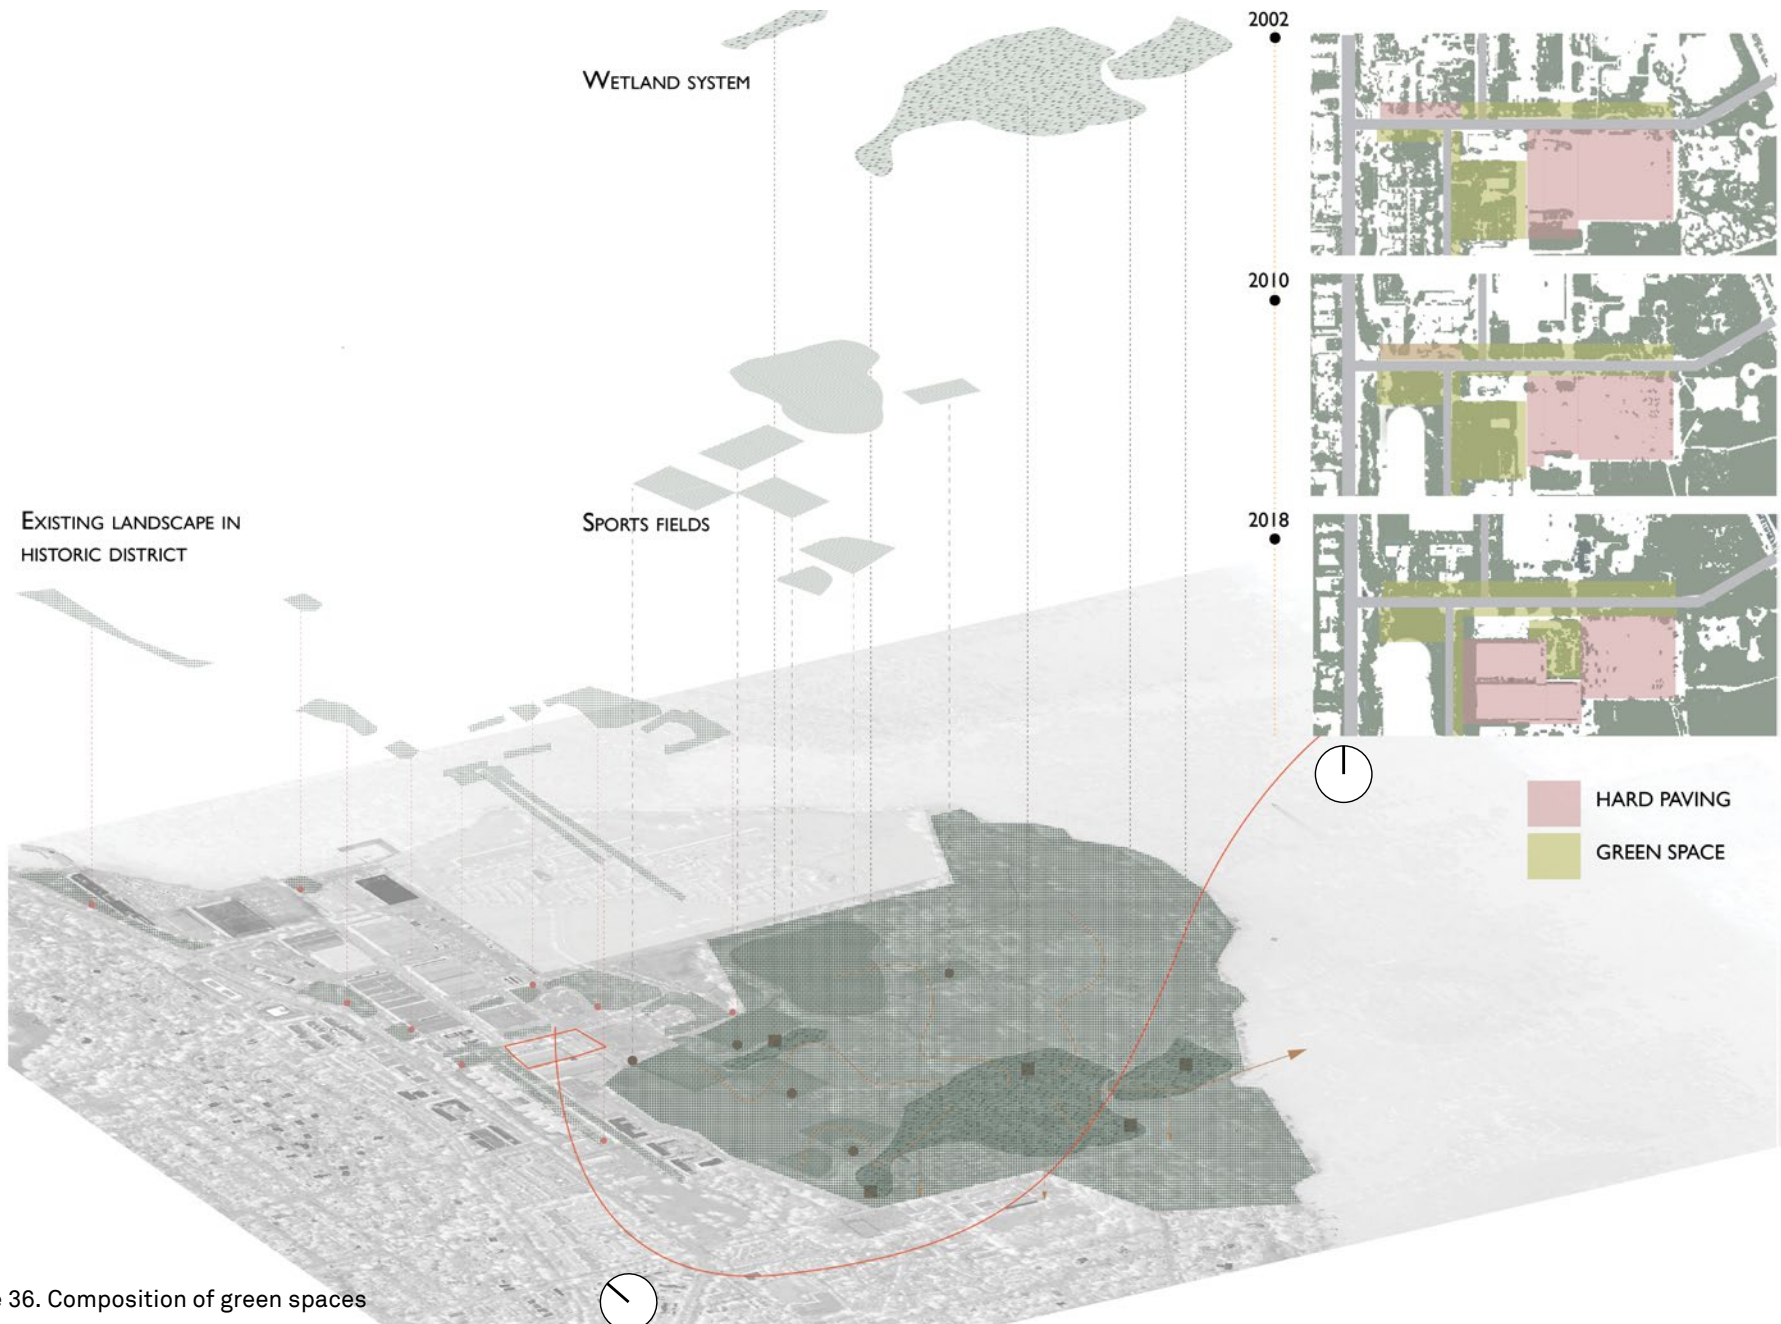 WETLAND SYSTEM
2002
2010
EXISTING LANDSCAPE IN
HISTORIC DISTRICT
SPORTS FIELDS
2018
HARD PAVING
GREEN SPACE
36. Composition of green spaces